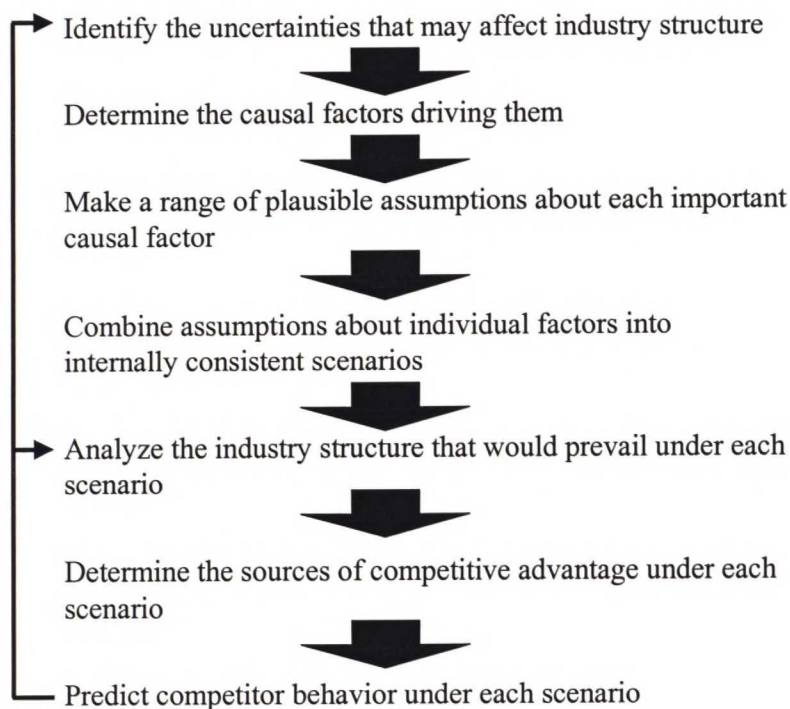 Identify the uncertainties that may affect industry structure
Determine the causal factors driving them
Make a range of plausible assumptions about each important
causal factor
Combine assumptions about individual factors into
internally consistent scenarios
Analyze the industry structure that would prevail under each
scenario
Determine the sources of competitive advantage under each
scenario
Predict competitor behavior under each scenario